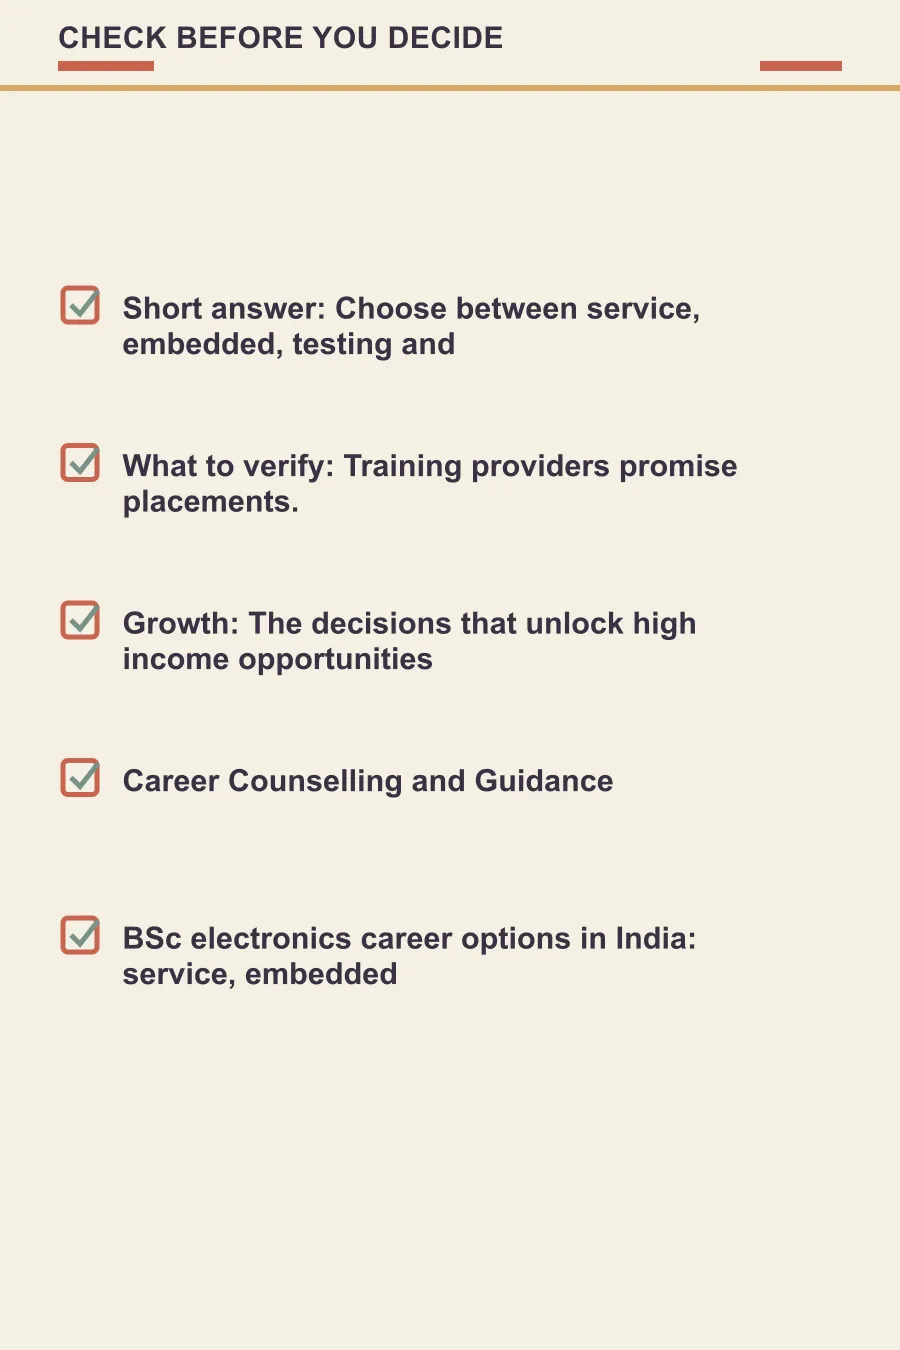 CHECK BEFORE YOU DECIDE
Short answer: Choose between service,
embedded, testing and
What to verify: Training providers promise
placements.
Growth: The decisions that unlock high
income opportunities
Career Counselling and Guidance
BSc electronics career options in India:
service, embedded